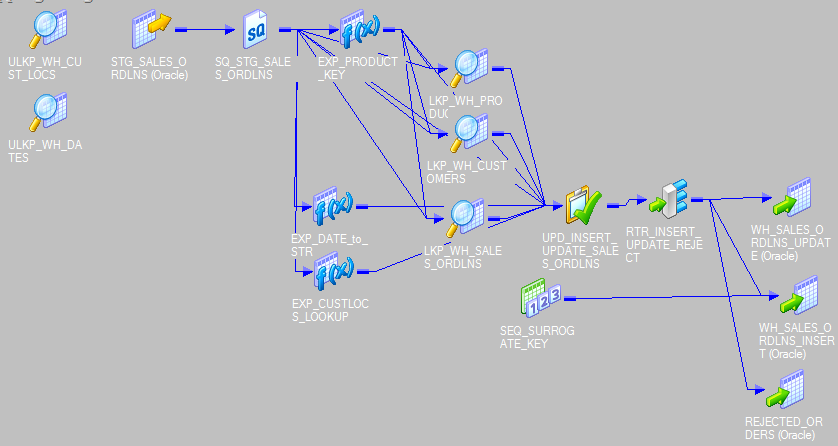 ULKP_WH_CU
ST_LOCS
STG_SALES_O
RDLNS (Oracle)
SQ
SQ_STG_SALE
S_ORDLNS
f(x)
EXP_PRODUCT
_KEY
ULKP_WH_DA
TES
LKP_WH_PRO
DUC
LKP_WH_CUST
OMERS
f(x)
EXP_DATE_to_
STR
LKP_WH_SALE
S_ORDLNS
UPD_INSERT_
UPDATE_SALE
S_ORDLNS
RTR_INSERT_
UPDATE_REJE
CT
WH_SALES_O
RDLNS_UPDAT
E (Oracle)
f(x)
EXP_CUSTLOC
S_LOOKUP
123
SEQ_SURROG
ATE_KEY
WH_SALES_O
RDLNS_INSER
T (Oracle)
REJECTED_OR
DERS (Oracle)